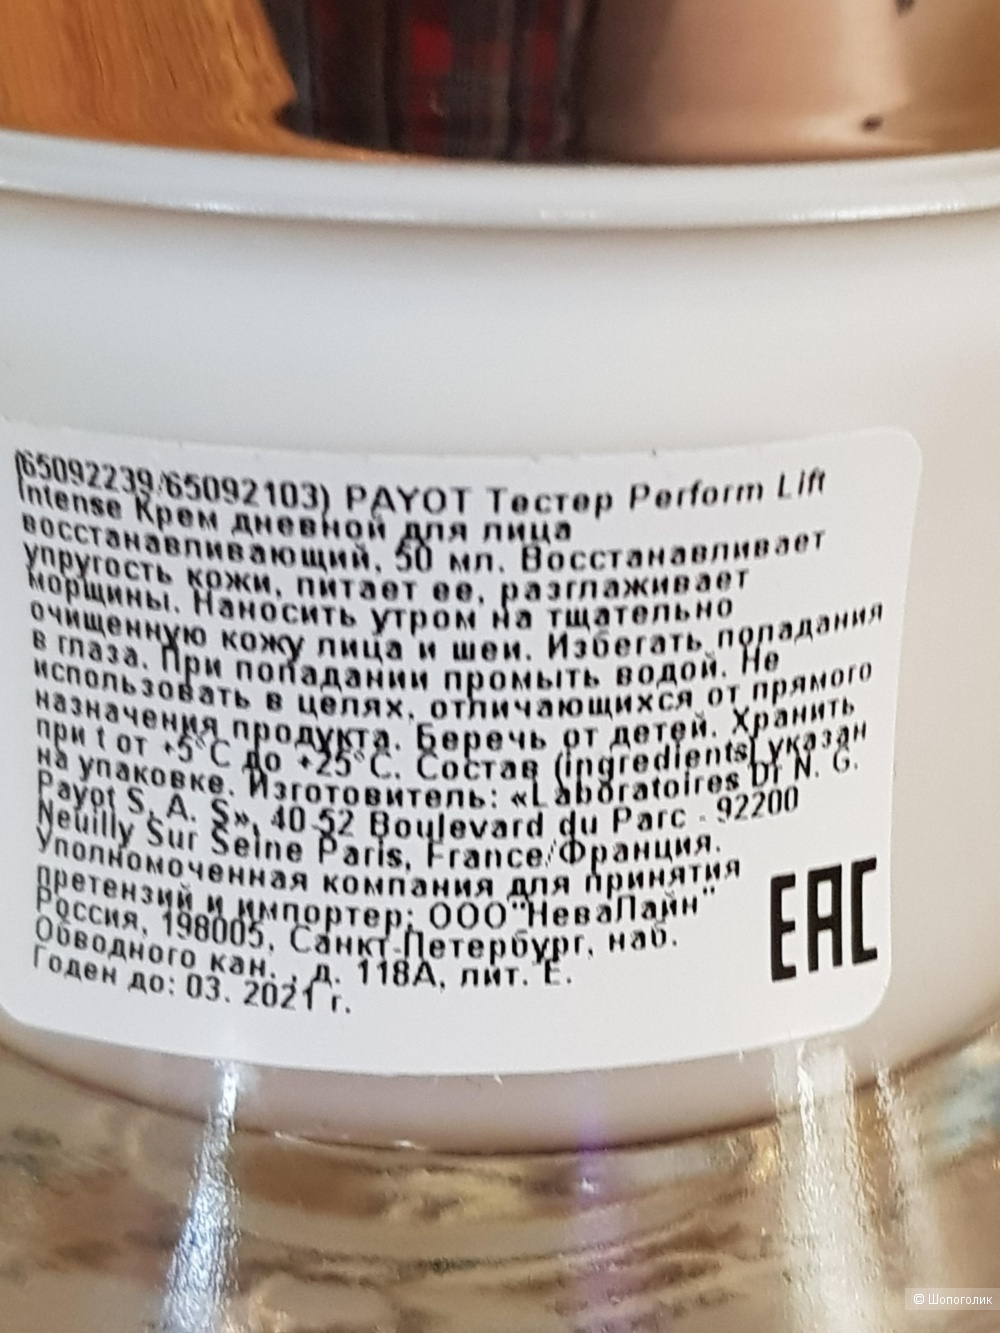 (65092239/65092103) PAYOT Тестер Perform Lift
Intense Крем дневной для лица
восстанавливающий, 50 мл. Восстанавливает
упругость кожи, питает ее, разглаживает
морщины. Наносить утром на тщательно
очищенную кожу лица и шеи. Избегать попадания
в глаза. При попадании промыть водой. Не
использовать в целях, отличающихся от прямого
назначения продукта. Беречь от детей. Хранить
при t от +5°C до +25°C. Состав (ingredients( указан
на упаковке. Изготовитель: «Laboratoires Dr N. G.
Payot S. A. S», 40-52 Boulevard du Parc - 92200
Neuilly Sur Seine Paris, France/Франция.
Уполномоченная компания для принятия
претензий и импортер: ООО"НеваЛайн"
Россия, 198005, Санкт-Петербург, наб.
Обводного кан. , д. 118А, лит. Е.
Годен до: 03. 2021 г.
EAC
© Шопоголик